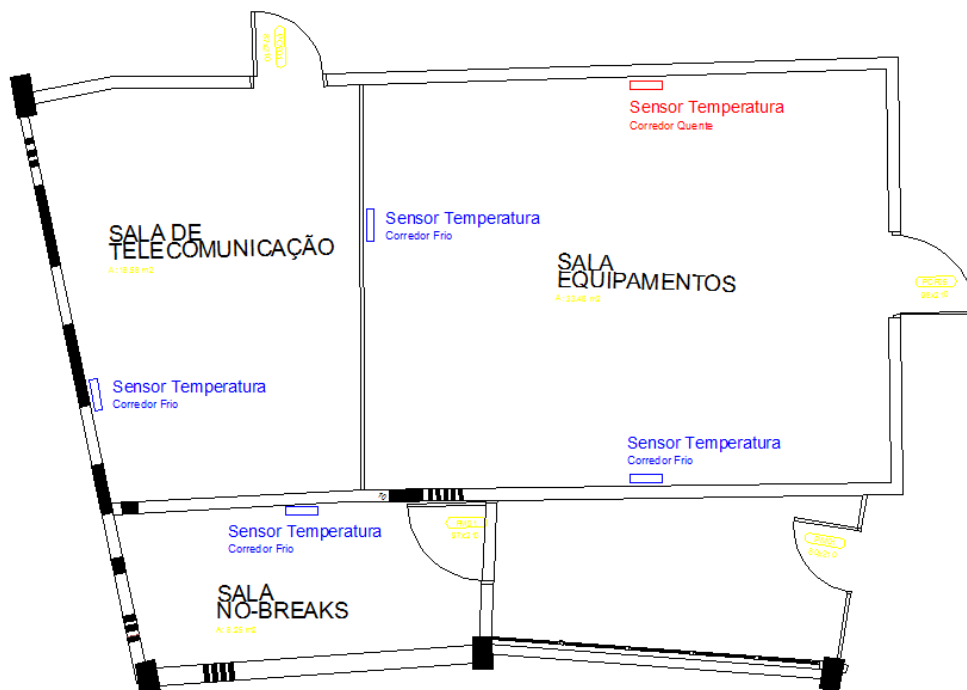 Sensor Temperatura
Corredor Quente
Sensor Temperatura
Corredor Frio
SALA DE
TELECOMUNICAÇÃO
SALA
EQUIPAMENTOS
Sensor Temperatura
Corredor Frio
Sensor Temperatura
Corredor Frio
Sensor Temperatura
Corredor Frio
SALA
NO-BREAKS